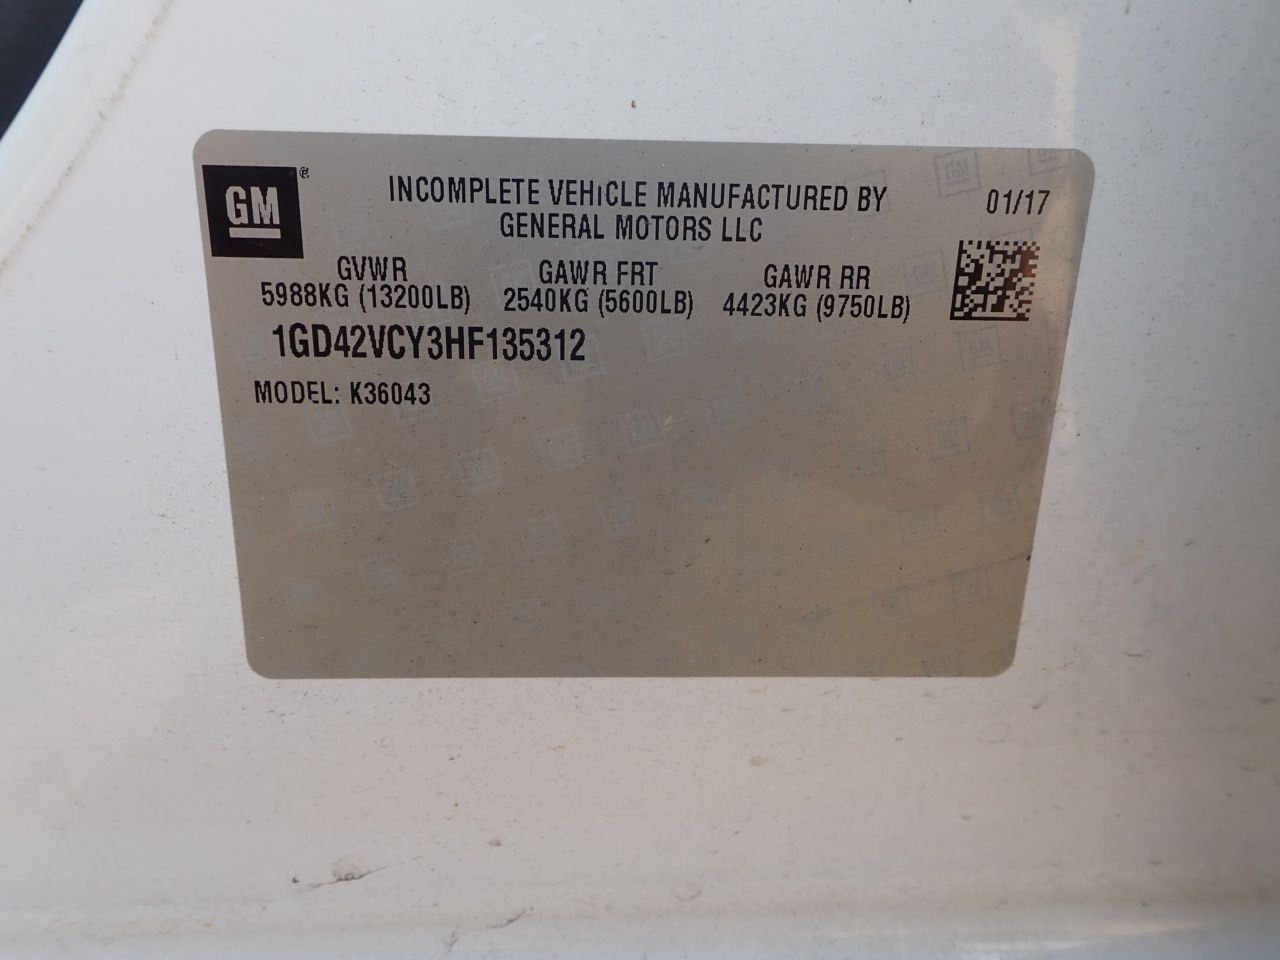 GM®
INCOMPLETE VEHICLE MANUFACTURED BY
GENERAL MOTORS LLC
01/17
GVWR GAWR FRT GAWR RR
5988KG (13200LB) 2540KG (5600LB) 4423KG (9750LB)
1GD42VCY3HF135312
MODEL: K36043